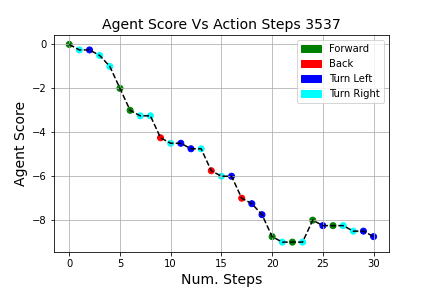 Agent Score Vs Action Steps 3537
Forward
Back
Turn Left
Turn Right
Agent Score
0
−2
−4
−6
−8
0 5 10 15 20 25 30
Num. Steps